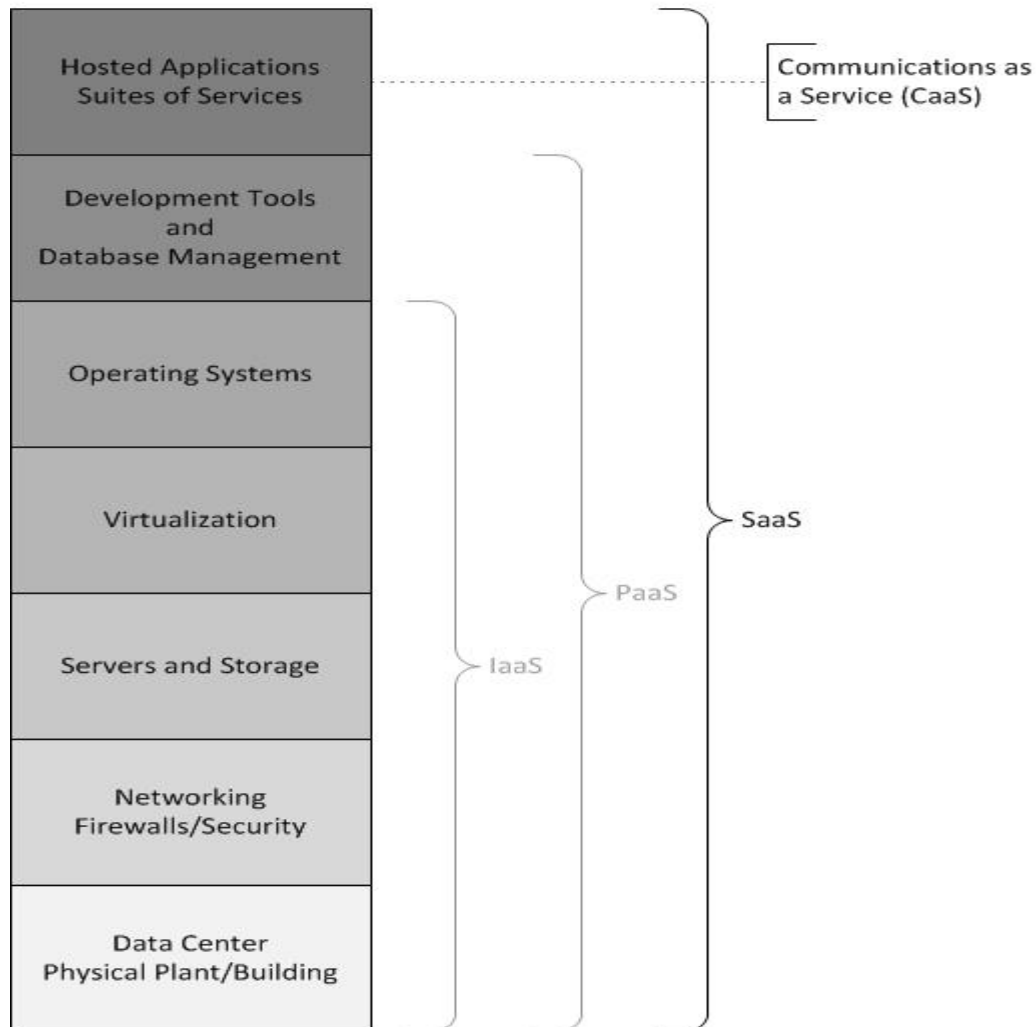 Hosted Applications
Suites of Services
Communications as
a Service (CaaS)
Development Tools
and
Database Management
Operating Systems
Virtualization
SaaS
PaaS
Servers and Storage
IaaS
Networking
Firewalls/Security
Data Center
Physical Plant/Building